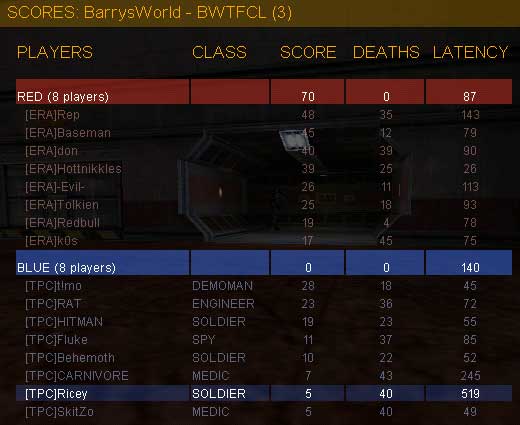 SCORES: BarrysWorld - BWTFCL (3)
PLAYERS CLASS SCORE DEATHS LATENCY
RED (8 players) 70 0 87
[ERA]Rep 48 35 143
[ERA]Baseman 45 12 79
[ERA]don 40 39 90
[ERA]Hottnikkles 39 25 26
[ERA]-Evil- 26 11 113
[ERA]Tolkien 25 18 93
[ERA]Redbull 19 4 78
[ERA]k0s 17 45 75
BLUE (8 players) 0 0 140
[TPC]t!mo DEMOMAN 28 18 45
[TPC]RAT ENGINEER 23 36 72
[TPC]HITMAN SOLDIER 19 23 55
[TPC]Fluke SPY 11 37 85
[TPC]Behemoth SOLDIER 10 22 52
[TPC]CARNIVORE MEDIC 7 43 245
[TPC]Ricey SOLDIER 5 40 519
[TPC]SkitZo MEDIC 5 40 49